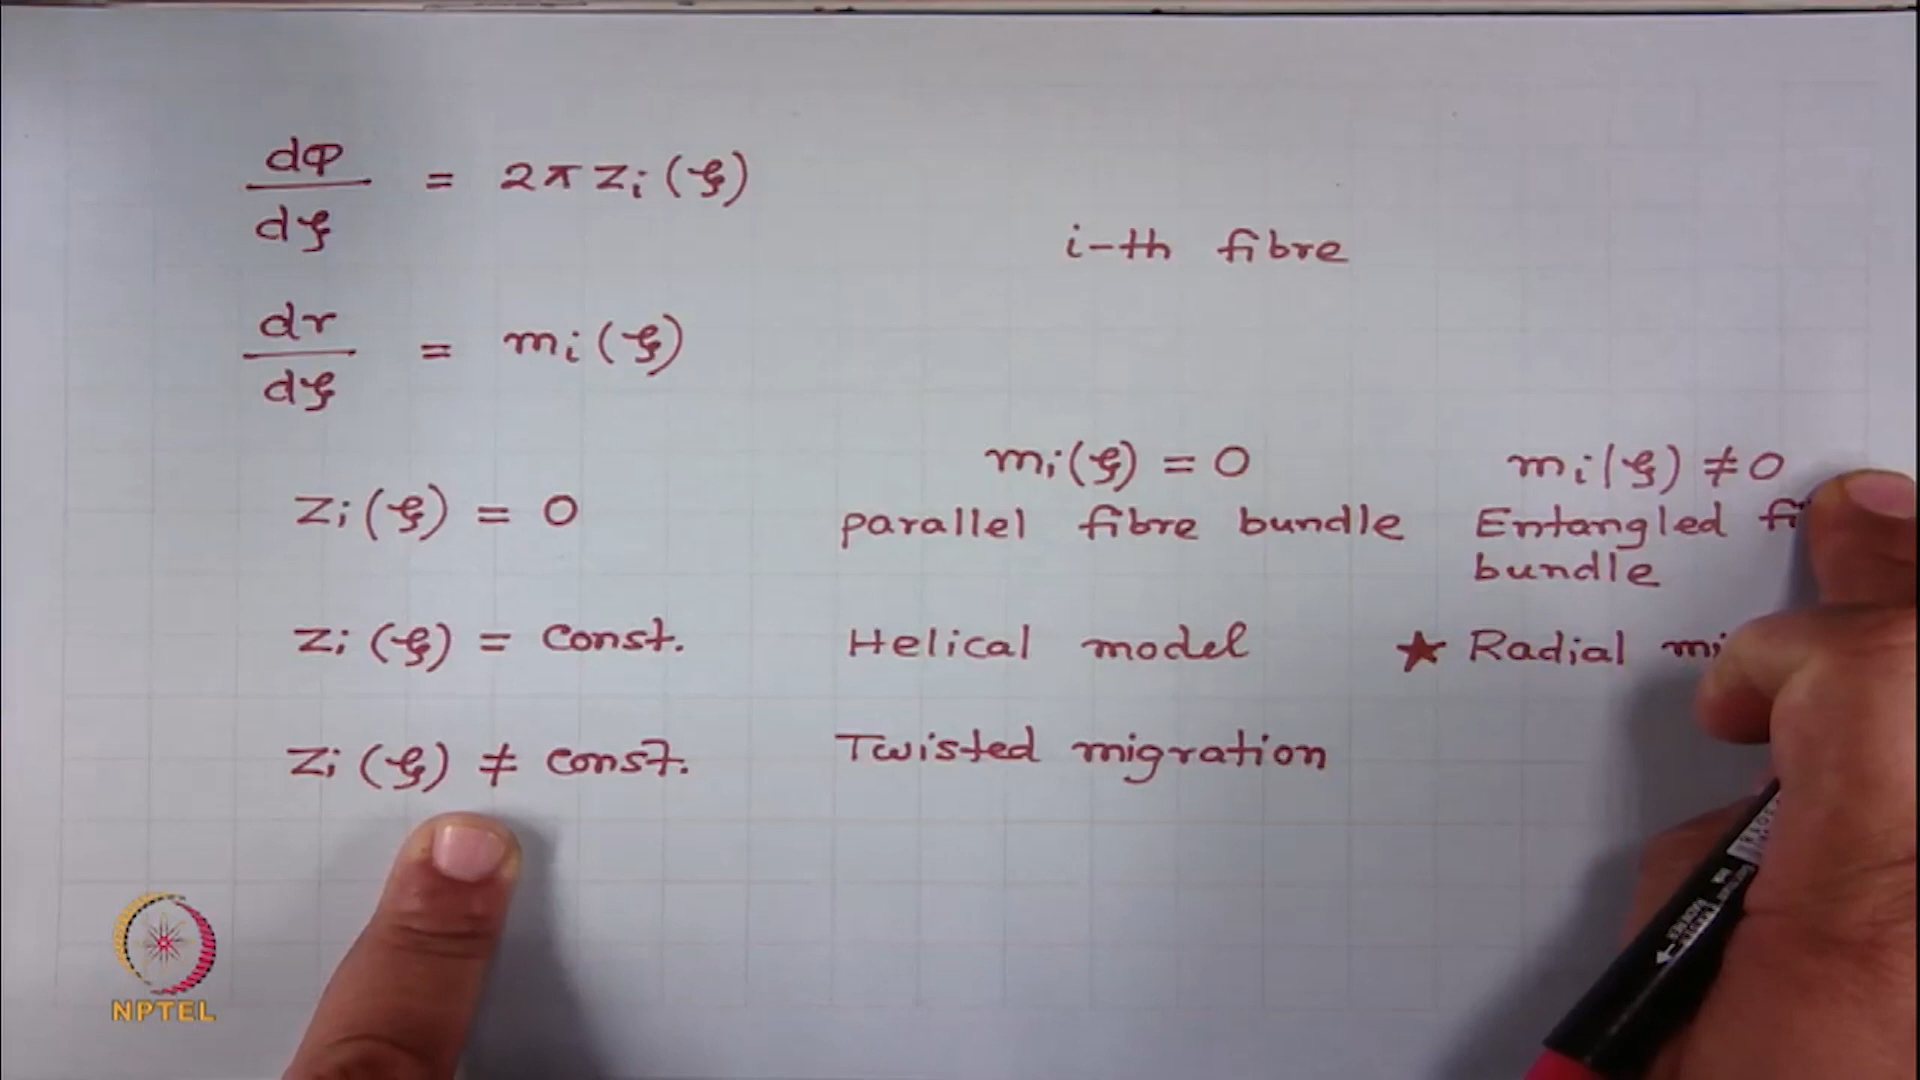 dφ/dξ = 2π Zi (ξ)
i-th fibre
dr/dξ = mi (ξ)
mi(ξ) = 0
mi(ξ) ≠ 0
Zi (ξ) = 0
parallel fibre bundle
Entangled
bundle
Zi (ξ) = Const.
Helical model
★ Radial
Zi (ξ) ≠ const.
Twisted migration
NPTEL